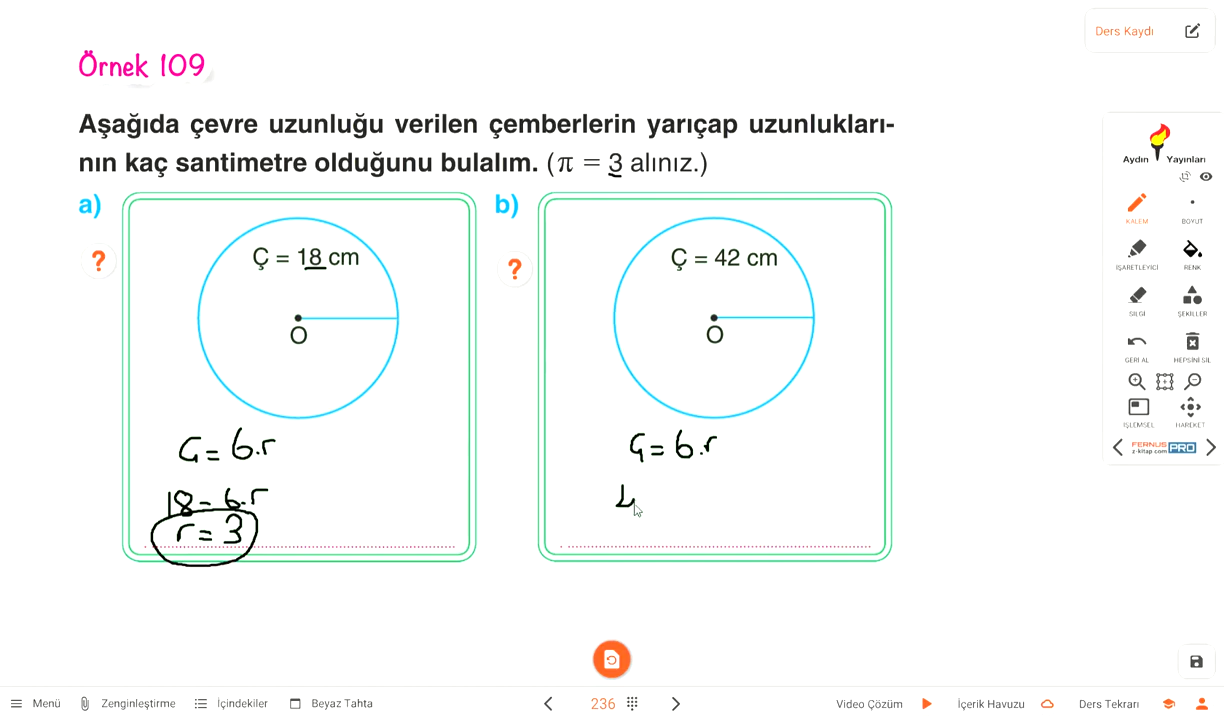 Ders Kaydı
Örnek 109
Aşağıda çevre uzunluğu verilen çemberlerin yarıçap uzunlukları-
nın kaç santimetre olduğunu bulalım. (π = 3 alınız.)
a)
?
Ç = 18 cm
O
Ç = 6.r
18 = 6.r
r = 3
b)
?
Ç = 42 cm
O
Ç = 6.r
4
Aydın Yayınları
KALEM
BOYUT
İŞARETLEYİCİ
RENK
SİLGİ
ŞEKİLLER
GERİ AL
HEPSİNİ SİL
İŞLEMSEL
HAREKET
FERNUS
z-kitap.com PRO
Menü
Zenginleştirme
İçindekiler
Beyaz Tahta
236
Video Çözüm
İçerik Havuzu
Ders Tekrarı